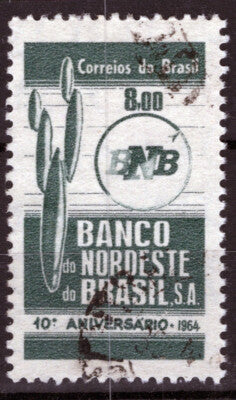 Correios do Brasil
8.00
BNB
BANCO
do NORDESTE
do BRASIL, S.A.
10º ANIVERSÁRIO - 1964